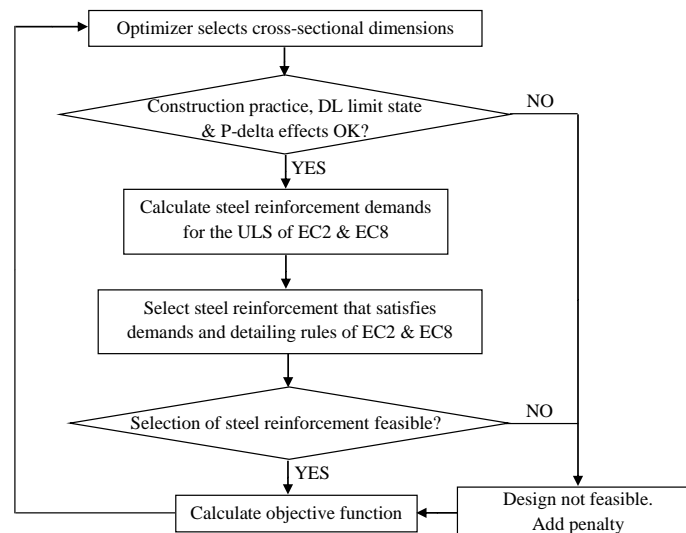 Optimizer selects cross-sectional dimensions
Construction practice, DL limit state
& P-delta effects OK?
NO
YES
Calculate steel reinforcement demands
for the ULS of EC2 & EC8
Select steel reinforcement that satisfies
demands and detailing rules of EC2 & EC8
Selection of steel reinforcement feasible?
NO
YES
Calculate objective function
Design not feasible.
Add penalty